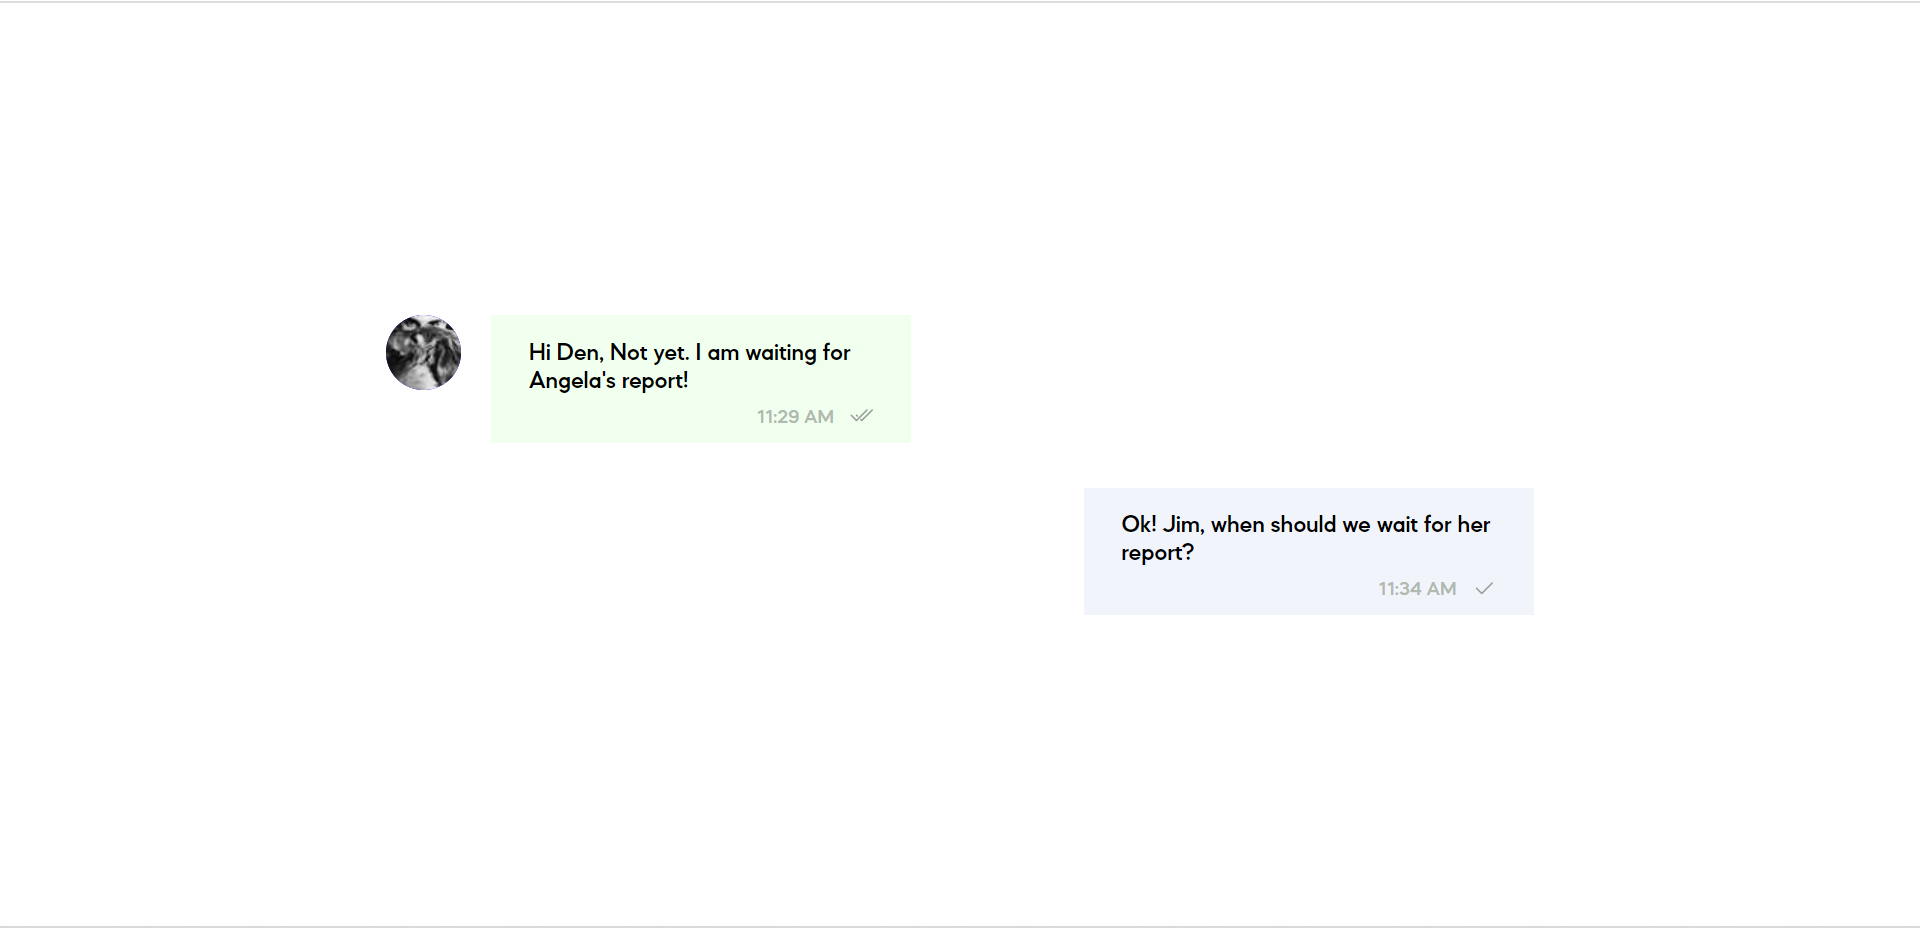 Hi Den, Not yet. I am waiting for
Angela's report!
11:29 AM
Ok! Jim, when should we wait for her
report?
11:34 AM